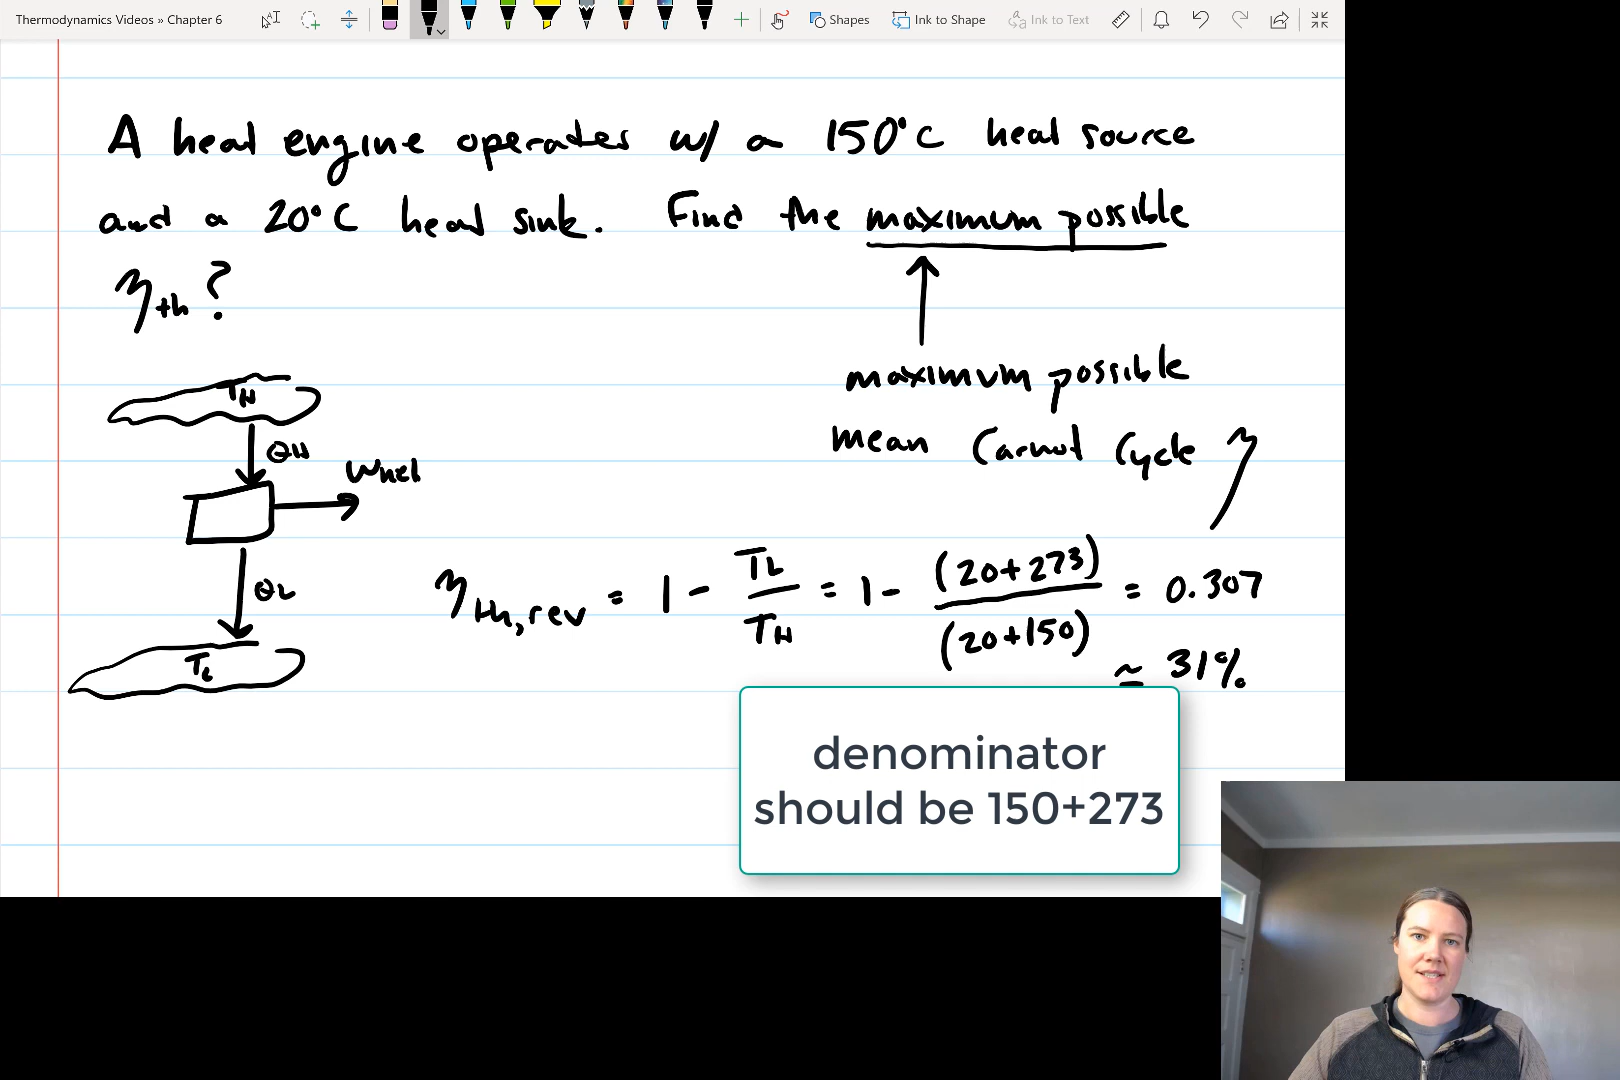 Thermodynamics Videos » Chapter 6
Shapes
Ink to Shape
Ink to Text
A heat engine operates w/ a 150°C heat source
and a 20°C heat sink. Find the maximum possible
ηth?
maximum possible
mean Carnot Cycle η
TH
QH
Wnet
QL
TL
ηth,rev = 1 - TL/TH = 1 - (20+273)/(20+150) = 0.307
≈ 31%
denominator
should be 150+273